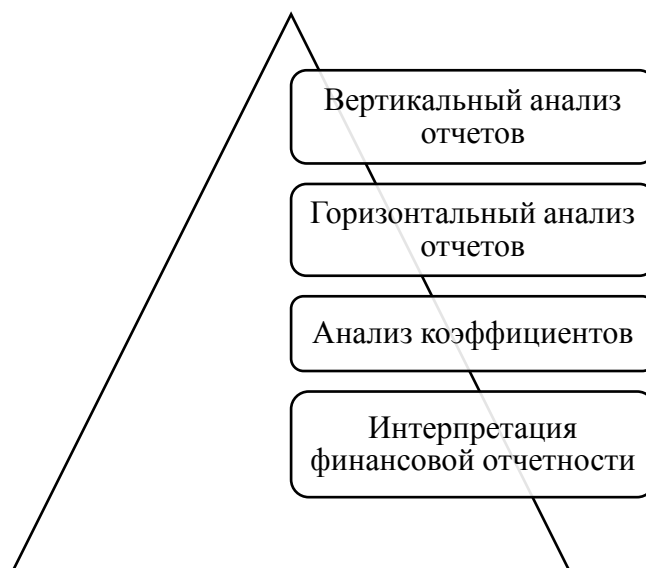 Вертикальный анализ
отчетов
Горизонтальный анализ
отчетов
Анализ коэффициентов
Интерпретация
финансовой отчетности